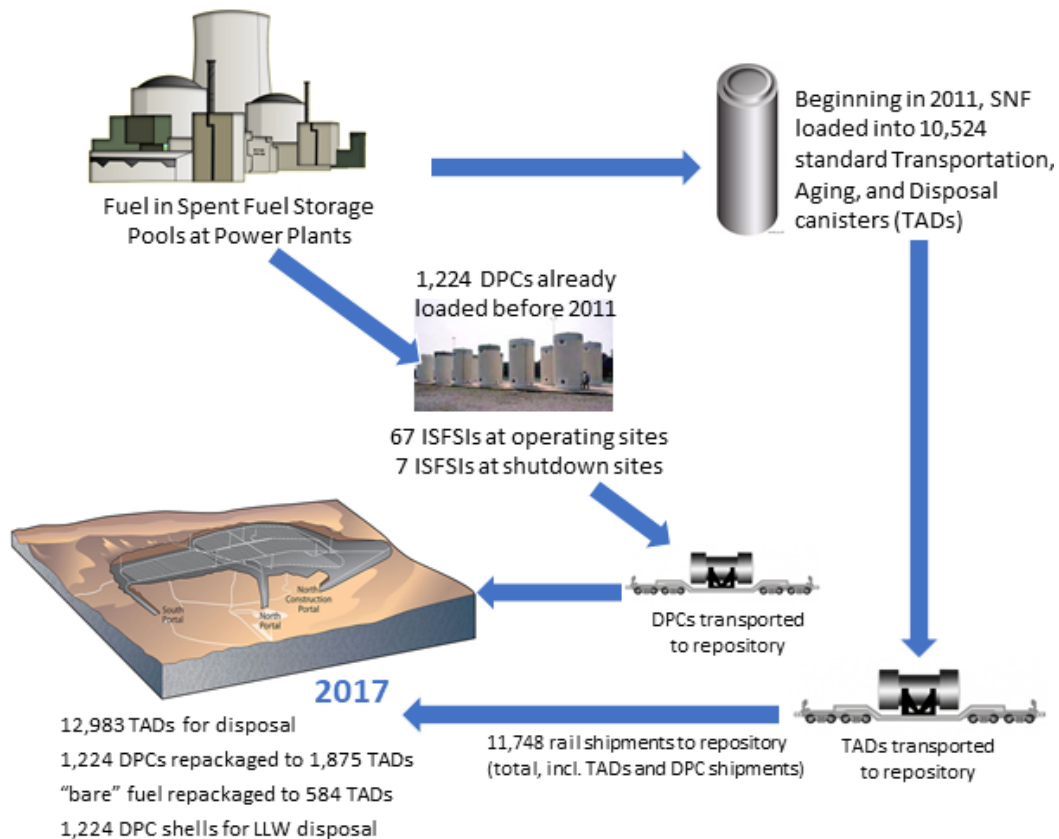 Fuel in Spent Fuel Storage
Pools at Power Plants
Beginning in 2011, SNF
loaded into 10,524
standard Transportation,
Aging, and Disposal
canisters (TADs)
1,224 DPCs already
loaded before 2011
67 ISFSIs at operating sites
7 ISFSIs at shutdown sites
South
Portal
North
Portal
North
Construction
Portal
DPCs transported
to repository
2017
12,983 TADs for disposal
1,224 DPCs repackaged to 1,875 TADs
“bare” fuel repackaged to 584 TADs
1,224 DPC shells for LLW disposal
11,748 rail shipments to repository
(total, incl. TADs and DPC shipments)
TADs transported
to repository